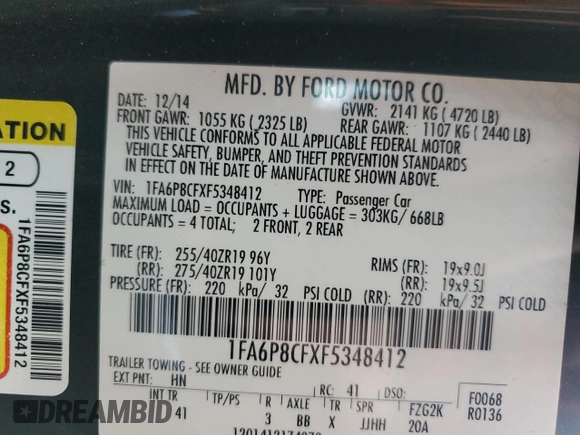 MFD. BY FORD MOTOR CO.
DATE: 12/14
GVWR: 2141 KG ( 4720 LB)
FRONT GAWR: 1055 KG ( 2325 LB)
REAR GAWR: 1107 KG ( 2440 LB)
THIS VEHICLE CONFORMS TO ALL APPLICABLE FEDERAL MOTOR
VEHICLE SAFETY, BUMPER, AND THEFT PREVENTION STANDARDS
IN EFFECT ON THE DATE OF MANUFACTURE SHOWN ABOVE.
VIN: 1FA6P8CFXF5348412
TYPE: Passenger Car
MAXIMUM LOAD = OCCUPANTS + LUGGAGE = 303KG/ 668LB
OCCUPANTS = 4 TOTAL; 2 FRONT, 2 REAR
TIRE (FR): 255/40ZR19 96Y
RIMS (FR): 19x9.0J
(RR): 275/40ZR19 101Y
(RR): 19x9.5J
PRESSURE (FR): 220 kPa/ 32 PSI COLD
(RR): 220 kPa/ 32 PSI COLD
1FA6P8CFXF5348412
TRAILER TOWING - SEE OWNER GUIDE
EXT PNT: HN
RC: 41
DSO:
F0068
R0136
INT TR
TP/PS
R
AXLE
TR
SPR
FZG2K
41
3
BB
X
JJHH
20A
ATION
2
S.
1FA6P8CFXF5348412
AUTOBIDMASTER